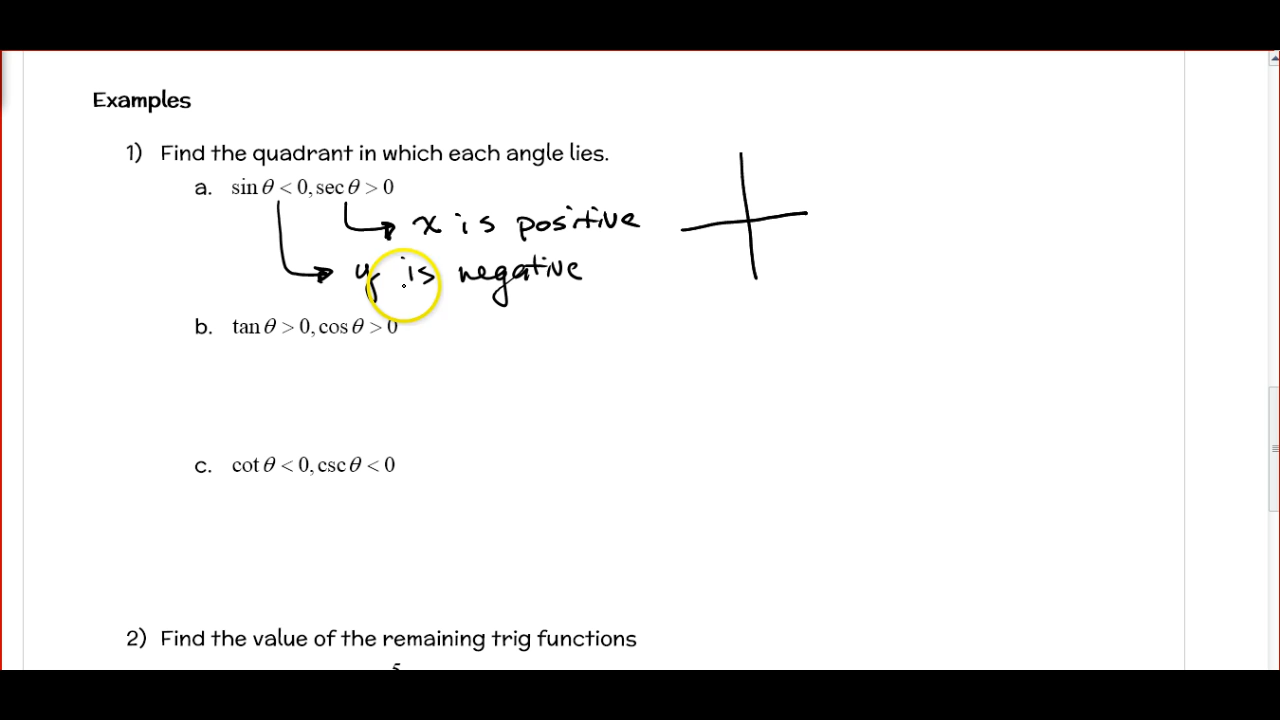 Examples
1) Find the quadrant in which each angle lies.
a. sin θ < 0, sec θ > 0
x is positive
y is negative
b. tan θ > 0, cos θ > 0
c. cot θ < 0, csc θ < 0
2) Find the value of the remaining trig functions